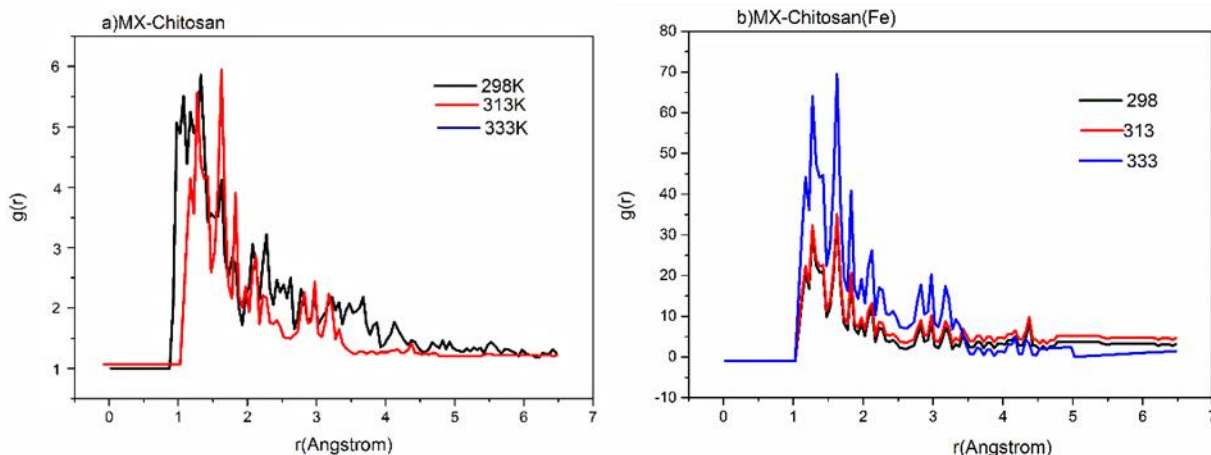 a)MX-Chitosan
6
5
4
3
2
1
g(r)
298K
313K
333K
0 1 2 3 4 5 6 7
r(Angstrom)
b)MX-Chitosan(Fe)
80
70
60
50
40
30
20
10
0
-10
g(r)
298
313
333
0 1 2 3 4 5 6 7
r(Angstrom)